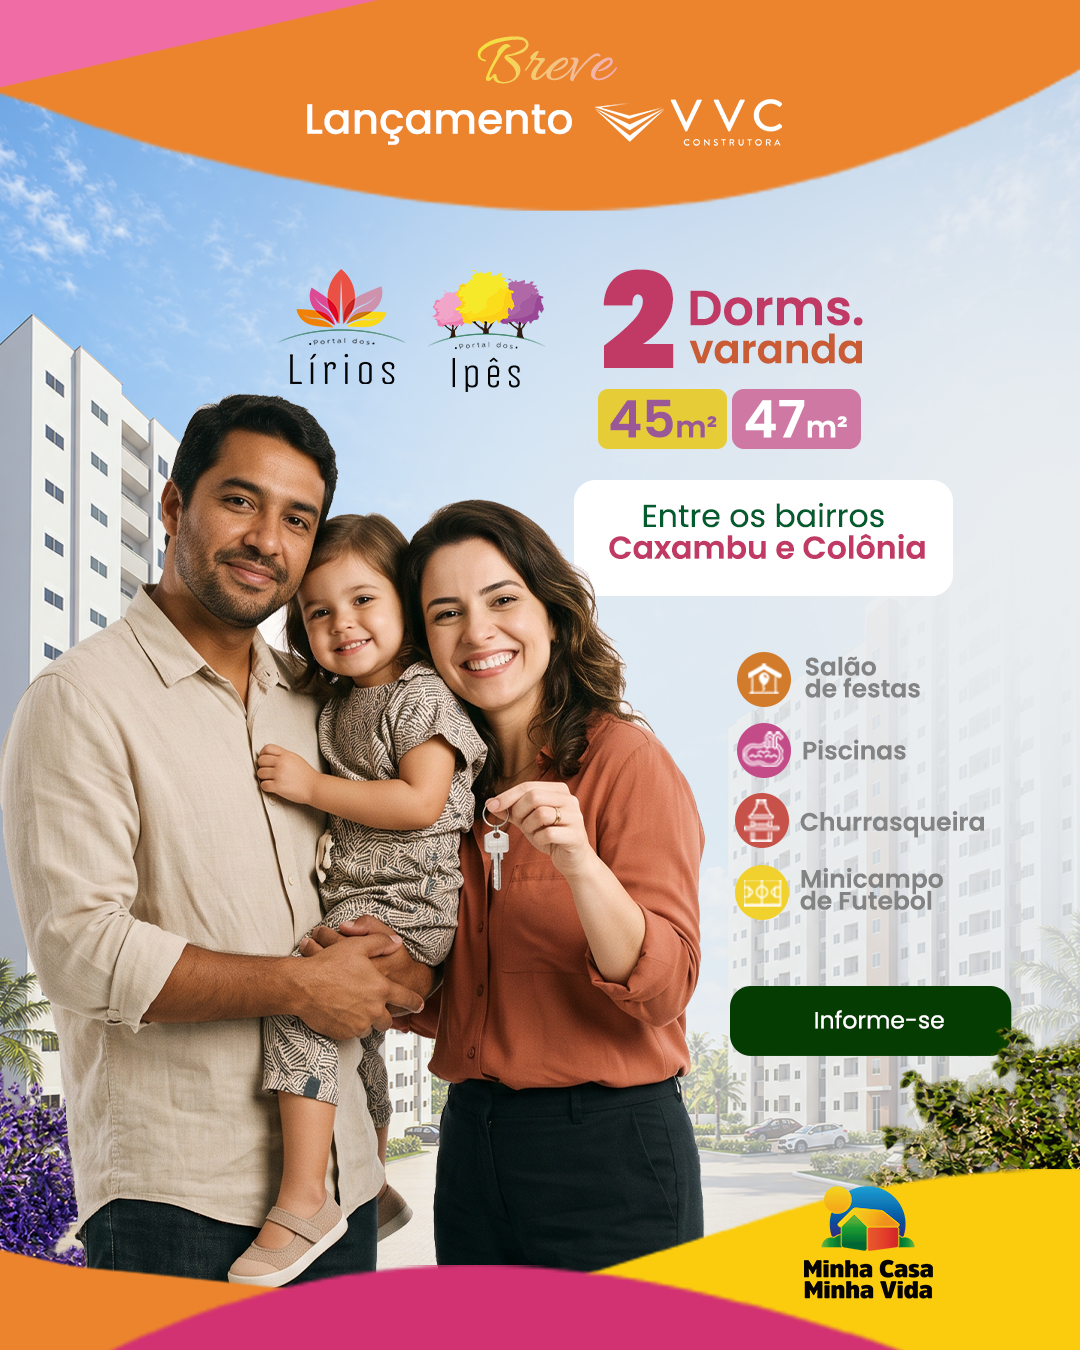 Breve
Lançamento
VVC
CONSTRUTORA
Portal dos
Lírios
Portal dos
Ipês
2 Dorms.
varanda
45m²
47m²
Entre os bairros
Caxambu e Colônia
Salão
de festas
Piscinas
Churrasqueira
Minicampo
de Futebol
Informe-se
Minha Casa
Minha Vida